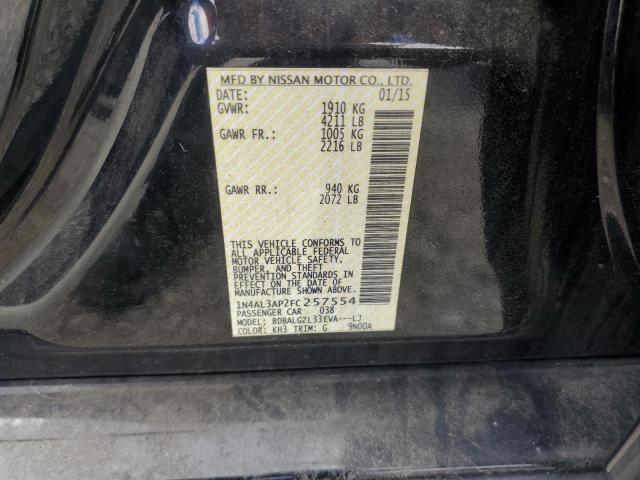 MFD BY NISSAN MOTOR CO., LTD.
DATE: 01/15
GVWR: 1910 KG
4211 LB
GAWR FR: 1005 KG
2216 LB
GAWR RR: 940 KG
2072 LB
THIS VEHICLE CONFORMS TO
ALL APPLICABLE FEDERAL
MOTOR VEHICLE SAFETY,
BUMPER, AND THEFT
PREVENTION STANDARDS
IN EFFECT ON THE DATE OF
MANUFACTURE SHOWN
ABOVE.
1N4AL3AP2FC257554
PASSENGER CAR 038
MODEL: BDBALGZL33EVA---LJ
COLOR: KH3 TRIM: G 9N00A